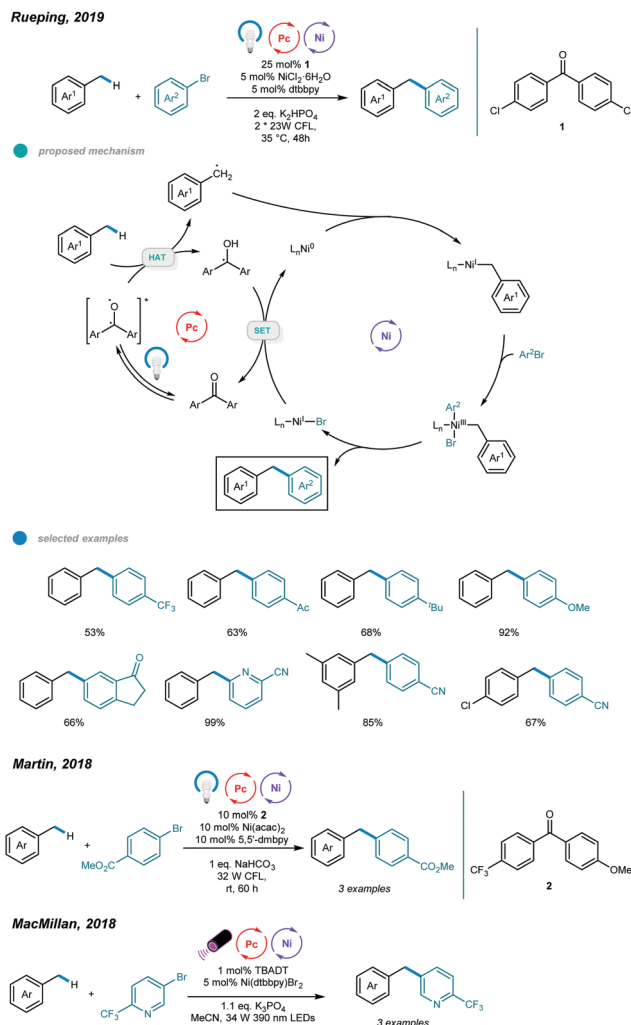 Rueping, 2019
H
Ar1
+
Br
Ar2
Pc
Ni
25 mol% 1
5 mol% NiCl2·6H2O
5 mol% dtbbpy
2 eq. K2HPO4
2 * 23W CFL,
35 °C, 48h
Ar1
Ar2
O
Cl
Cl
1
proposed mechanism
•
CH2
Ar1
H
Ar1
HAT
OH
•
Ar
Ar
LnNi0
LnNiI
Ar1
•
O
•
Ar
Ar
*
Pc
SET
Ni
Ar2Br
O
Ar
Ar
Ln-NiI-Br
Ar2
Ln-NiIII
Br
Ar1
Ar1
Ar2
selected examples
CF3
53%
Ac
63%
tBu
68%
OMe
92%
O
66%
N
CN
99%
CN
85%
Cl
CN
67%
Martin, 2018
H
Ar
+
Br
MeO2C
Pc
Ni
10 mol% 2
10 mol% Ni(acac)2
10 mol% 5,5'-dmbpy
1 eq. NaHCO3
32 W CFL,
rt, 60 h
Ar
CO2Me
3 examples
O
CF3
OMe
2
MacMillan, 2018
H
Ar
+
Br
CF3
N
Pc
Ni
1 mol% TBADT
5 mol% Ni(dtbbpy)Br2
1.1 eq. K3PO4
MeCN, 34 W 390 nm LEDs
Ar
N
CF3
3 examples